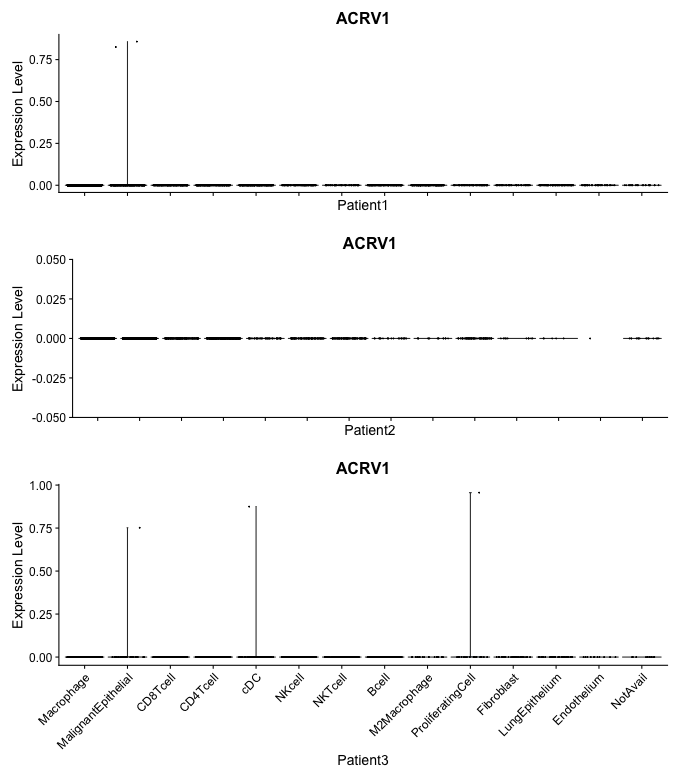 ACRV1
Expression Level
0.75
0.50
0.25
0.00
Patient1
ACRV1
Expression Level
0.050
0.025
0.000
-0.025
-0.050
Patient2
ACRV1
Expression Level
1.00
0.75
0.50
0.25
0.00
Macrophage
MalignantEpithelial
CD8Tcell
CD4Tcell
cDC
NKcell
NKTcell
Bcell
M2Macrophage
ProliferatingCell
Fibroblast
LungEpithelium
Endothelium
NotAvail
Patient3